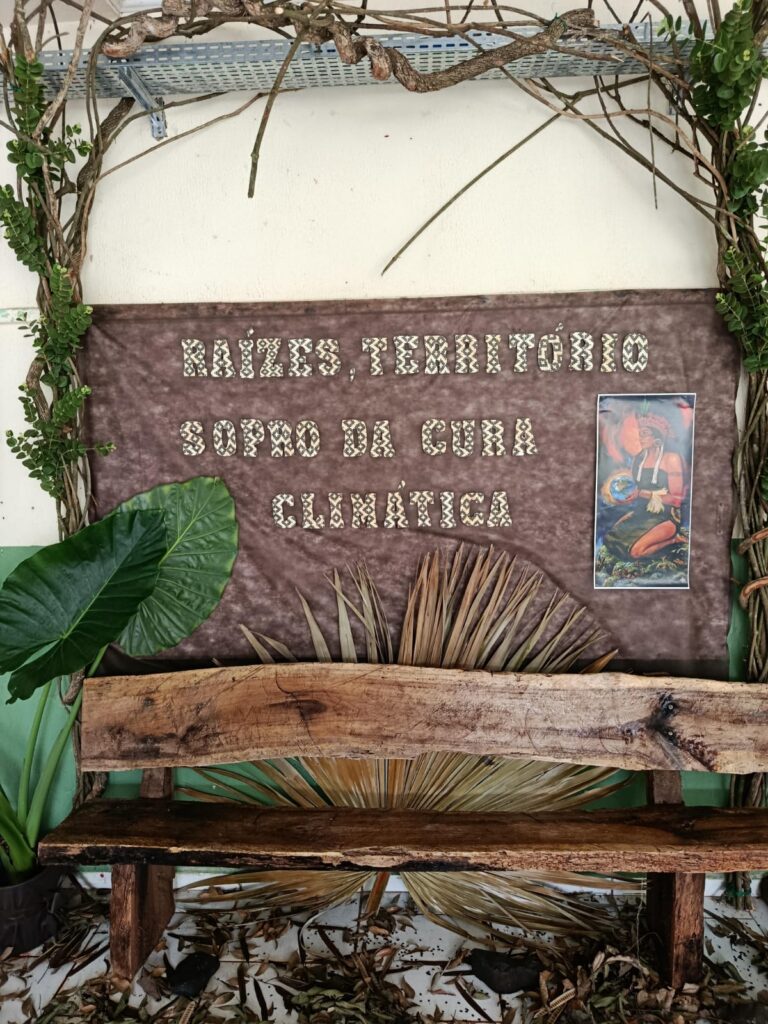 RAÍZES, TERRITÓRIO
SOPRO DA CURA
CLIMÁTICA